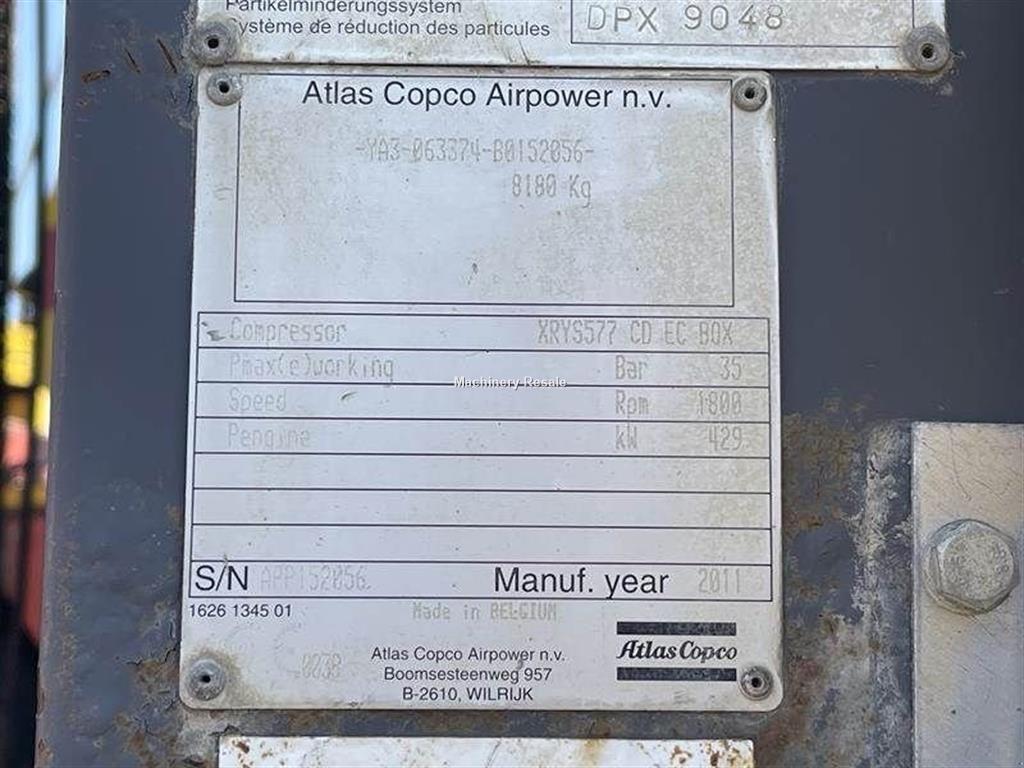 Partikelminderungssystem
Système de réduction des particules
DPX 9048
Atlas Copco Airpower n.v.
-YA3-063374-B0152056-
8180 Kg
Compressor XRYS577 CD EC BOX
Pmax(e)working Bar 35
Machinery Resale
Speed Rpm 1800
Pengine kW 429
S/N APP152056 Manuf. year 2011
1626 1345 01
Made in BELGIUM
.0038
Atlas Copco Airpower n.v.
Boomsesteenweg 957
B-2610, WILRIJK
Atlas Copco